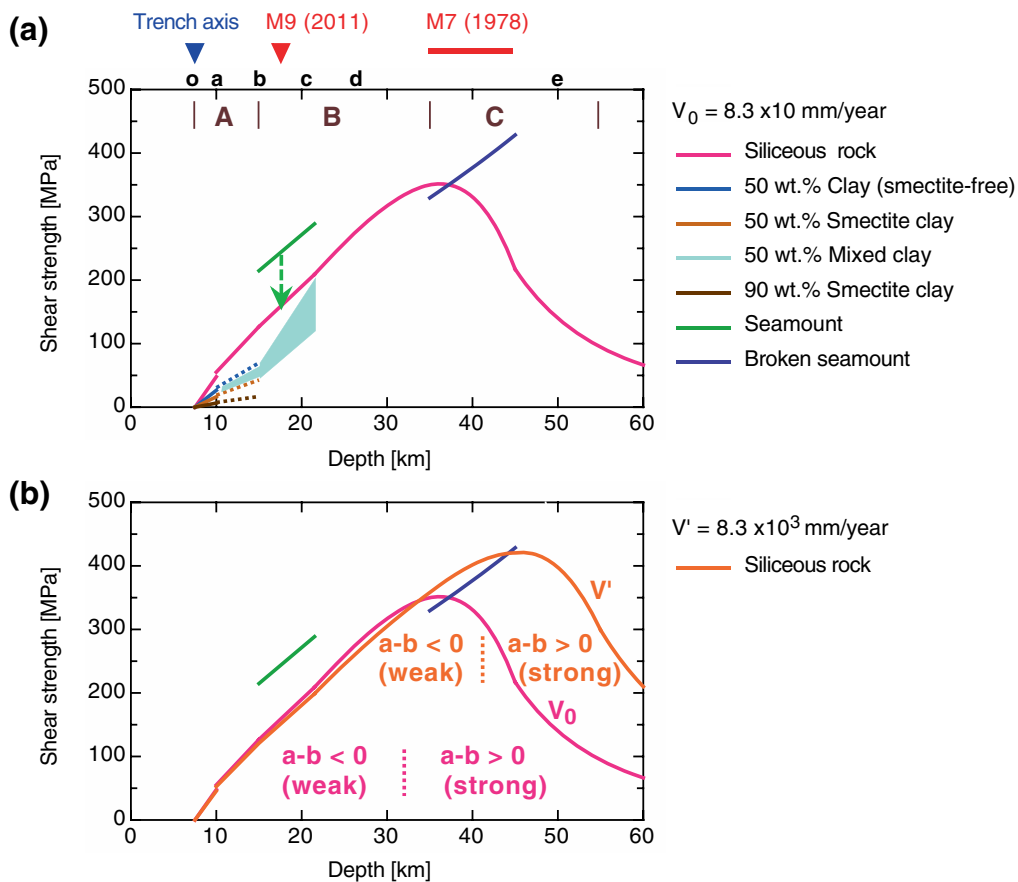 (a)
Trench axis
M9 (2011)
M7 (1978)
o a b c d e
A B C
500
400
300
200
100
0
Shear strength [MPa]
0 10 20 30 40 50 60
Depth [km]
V0 = 8.3 x10 mm/year
Siliceous rock
50 wt.% Clay (smectite-free)
50 wt.% Smectite clay
50 wt.% Mixed clay
90 wt.% Smectite clay
Seamount
Broken seamount
(b)
500
400
300
200
100
0
Shear strength [MPa]
V'
a-b < 0 a-b > 0
(weak) (strong)
V0
a-b < 0 a-b > 0
(weak) (strong)
0 10 20 30 40 50 60
Depth [km]
V' = 8.3 x10³ mm/year
Siliceous rock